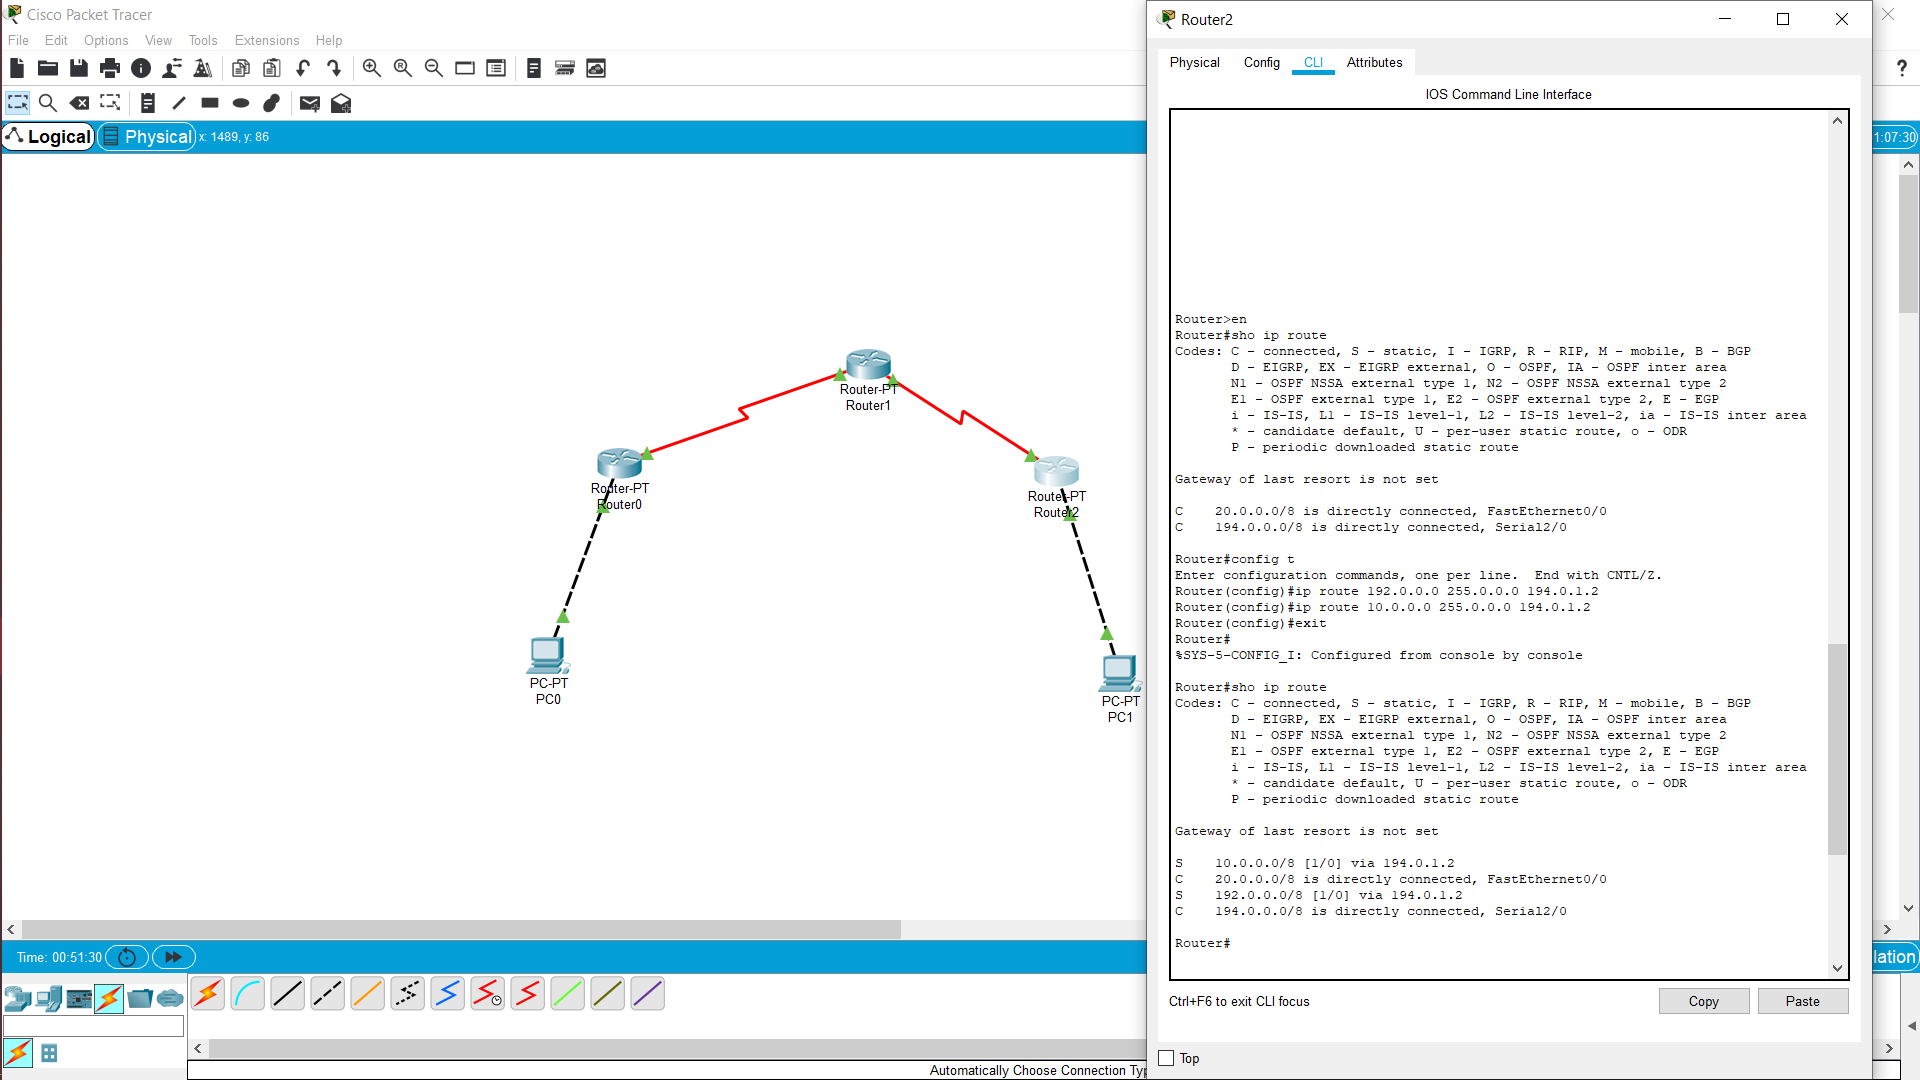 Cisco Packet Tracer
File Edit Options View Tools Extensions Help
Logical Physical x: 1489, y: 86
1:07:30
Router-PT
Router1
Router-PT
Router0
Router-PT
Router2
PC-PT
PC0
PC-PT
PC1
Time: 00:51:30
lation
Automatically Choose Connection Typ
Router2
?
Physical Config CLI Attributes
IOS Command Line Interface
Router>en
Router#sho ip route
Codes: C - connected, S - static, I - IGRP, R - RIP, M - mobile, B - BGP
D - EIGRP, EX - EIGRP external, O - OSPF, IA - OSPF inter area
N1 - OSPF NSSA external type 1, N2 - OSPF NSSA external type 2
E1 - OSPF external type 1, E2 - OSPF external type 2, E - EGP
i - IS-IS, L1 - IS-IS level-1, L2 - IS-IS level-2, ia - IS-IS inter area
* - candidate default, U - per-user static route, o - ODR
P - periodic downloaded static route
Gateway of last resort is not set
C 20.0.0.0/8 is directly connected, FastEthernet0/0
C 194.0.0.0/8 is directly connected, Serial2/0
Router#config t
Enter configuration commands, one per line. End with CNTL/Z.
Router(config)#ip route 192.0.0.0 255.0.0.0 194.0.1.2
Router(config)#ip route 10.0.0.0 255.0.0.0 194.0.1.2
Router(config)#exit
Router#
%SYS-5-CONFIG_I: Configured from console by console
Router#sho ip route
Codes: C - connected, S - static, I - IGRP, R - RIP, M - mobile, B - BGP
D - EIGRP, EX - EIGRP external, O - OSPF, IA - OSPF inter area
N1 - OSPF NSSA external type 1, N2 - OSPF NSSA external type 2
E1 - OSPF external type 1, E2 - OSPF external type 2, E - EGP
i - IS-IS, L1 - IS-IS level-1, L2 - IS-IS level-2, ia - IS-IS inter area
* - candidate default, U - per-user static route, o - ODR
P - periodic downloaded static route
Gateway of last resort is not set
S 10.0.0.0/8 [1/0] via 194.0.1.2
C 20.0.0.0/8 is directly connected, FastEthernet0/0
S 192.0.0.0/8 [1/0] via 194.0.1.2
C 194.0.0.0/8 is directly connected, Serial2/0
Router#
Ctrl+F6 to exit CLI focus
Copy Paste
Top